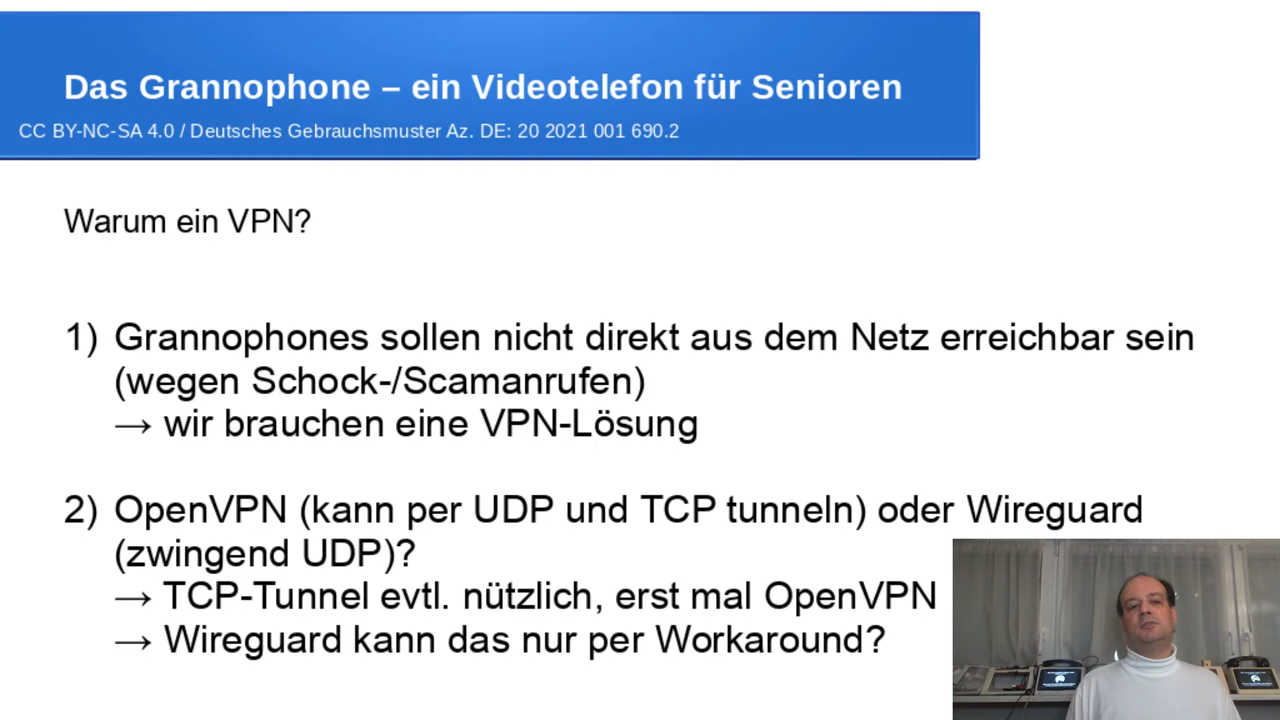 Das Grannophone – ein Videotelefon für Senioren
CC BY-NC-SA 4.0 / Deutsches Gebrauchsmuster Az. DE: 20 2021 001 690.2
Warum ein VPN?
1) Grannophones sollen nicht direkt aus dem Netz erreichbar sein
(wegen Schock-/Scamanrufen)
→ wir brauchen eine VPN-Lösung
2) OpenVPN (kann per UDP und TCP tunneln) oder Wireguard
(zwingend UDP)?
→ TCP-Tunnel evtl. nützlich, erst mal OpenVPN
→ Wireguard kann das nur per Workaround?